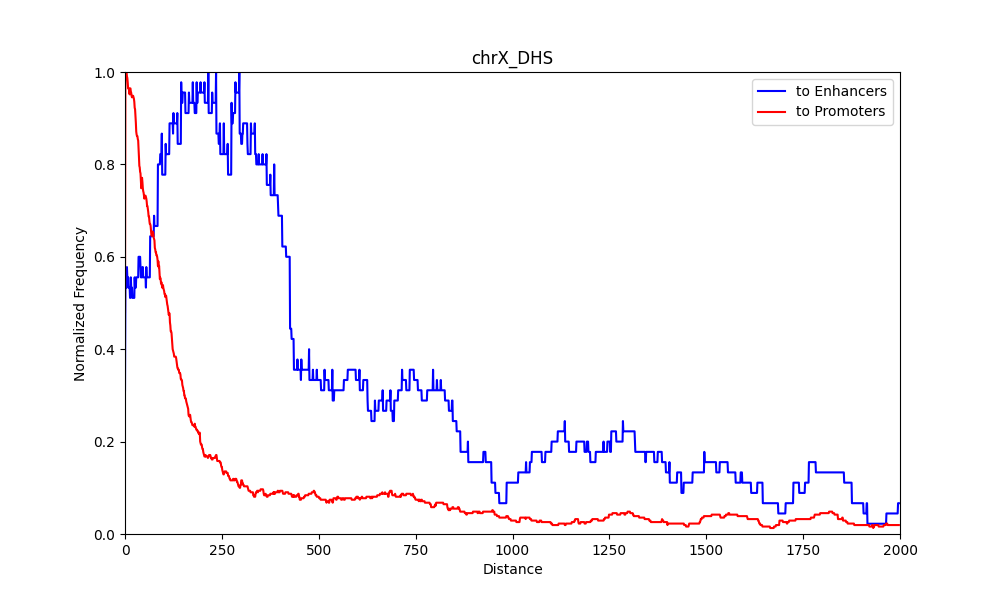 chrX_DHS
to Enhancers
to Promoters
Normalized Frequency
1.0
0.8
0.6
0.4
0.2
0.0
0 250 500 750 1000 1250 1500 1750 2000
Distance